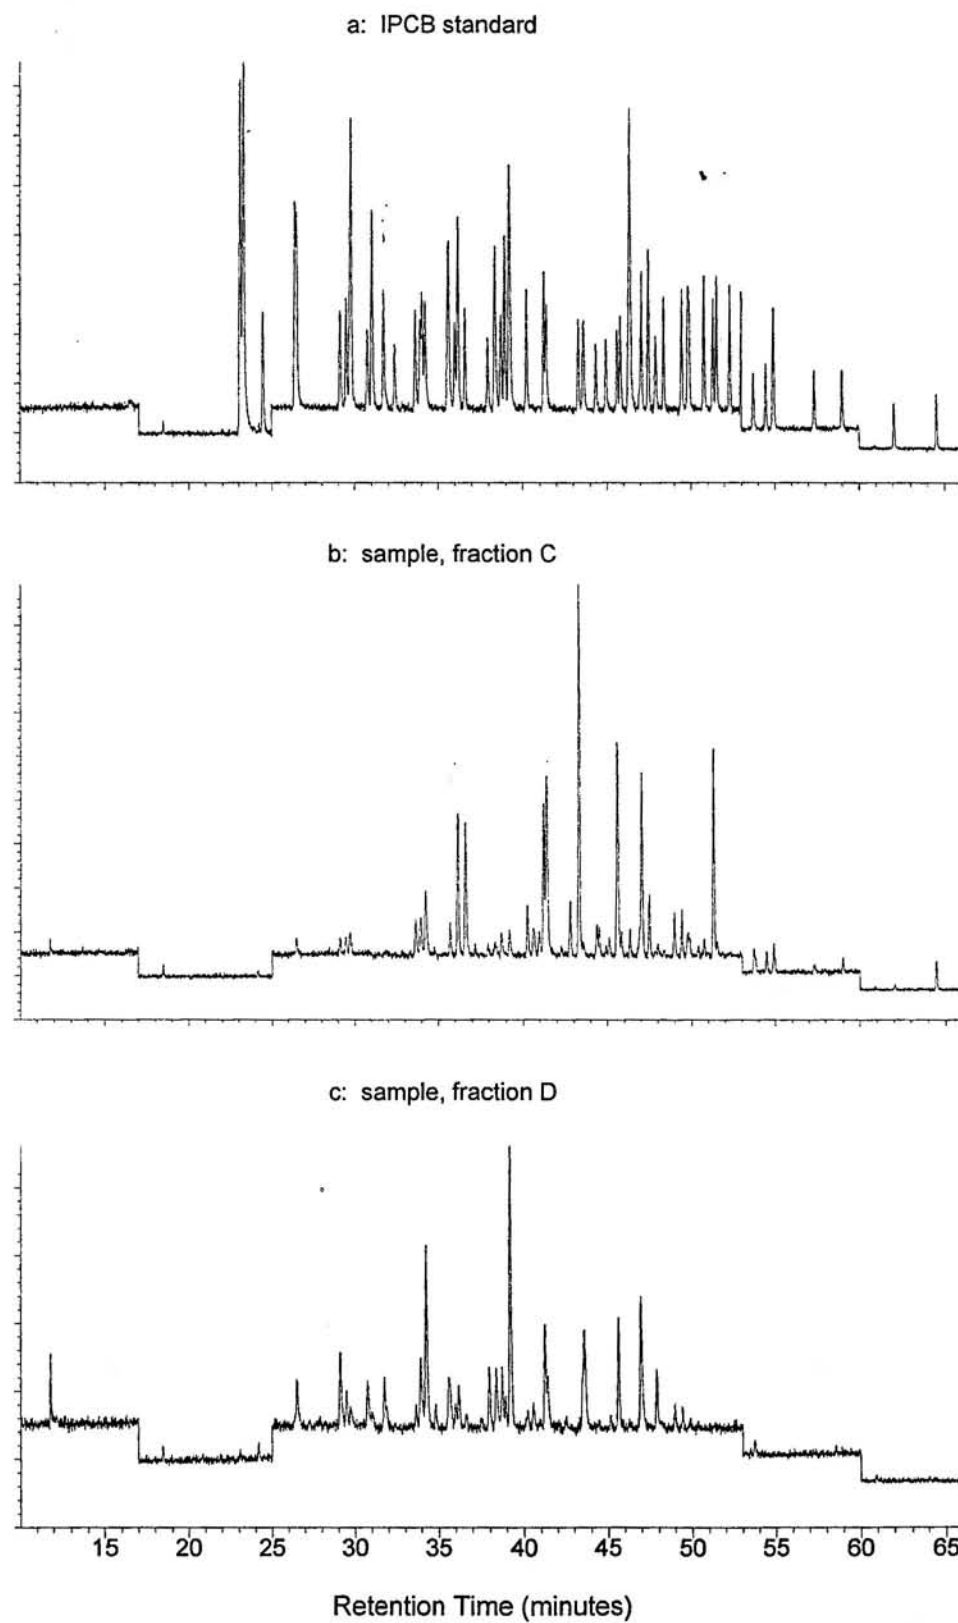 a: IPCB standard
b: sample, fraction C
c: sample, fraction D
15 20 25 30 35 40 45 50 55 60 65
Retention Time (minutes)